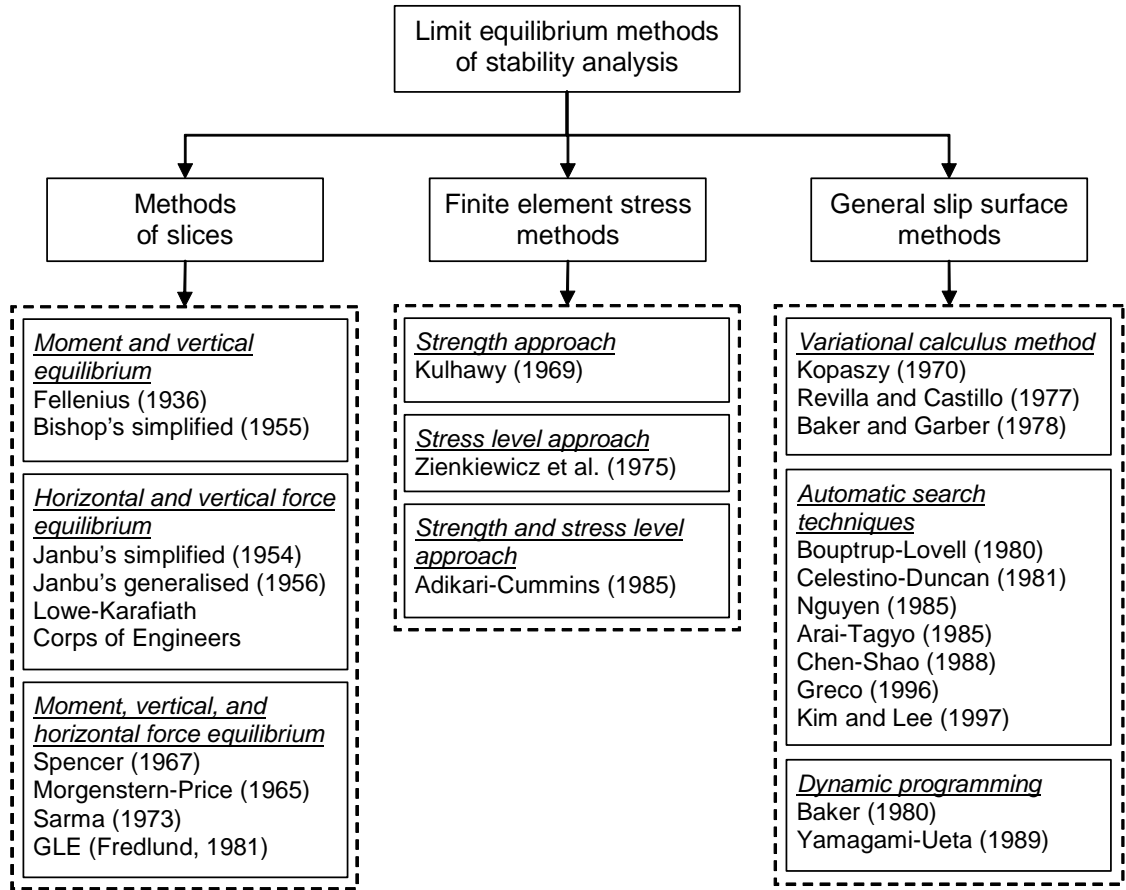 Limit equilibrium methods
of stability analysis
Methods
of slices
Finite element stress
methods
General slip surface
methods
Moment and vertical
equilibrium
Fellenius (1936)
Bishop’s simplified (1955)
Horizontal and vertical force
equilibrium
Janbu’s simplified (1954)
Janbu’s generalised (1956)
Lowe-Karafiath
Corps of Engineers
Moment, vertical, and
horizontal force equilibrium
Spencer (1967)
Morgenstern-Price (1965)
Sarma (1973)
GLE (Fredlund, 1981)
Strength approach
Kulhawy (1969)
Stress level approach
Zienkiewicz et al. (1975)
Strength and stress level
approach
Adikari-Cummins (1985)
Variational calculus method
Kopaszy (1970)
Revilla and Castillo (1977)
Baker and Garber (1978)
Automatic search
techniques
Bouptrup-Lovell (1980)
Celestino-Duncan (1981)
Nguyen (1985)
Arai-Tagyo (1985)
Chen-Shao (1988)
Greco (1996)
Kim and Lee (1997)
Dynamic programming
Baker (1980)
Yamagami-Ueta (1989)